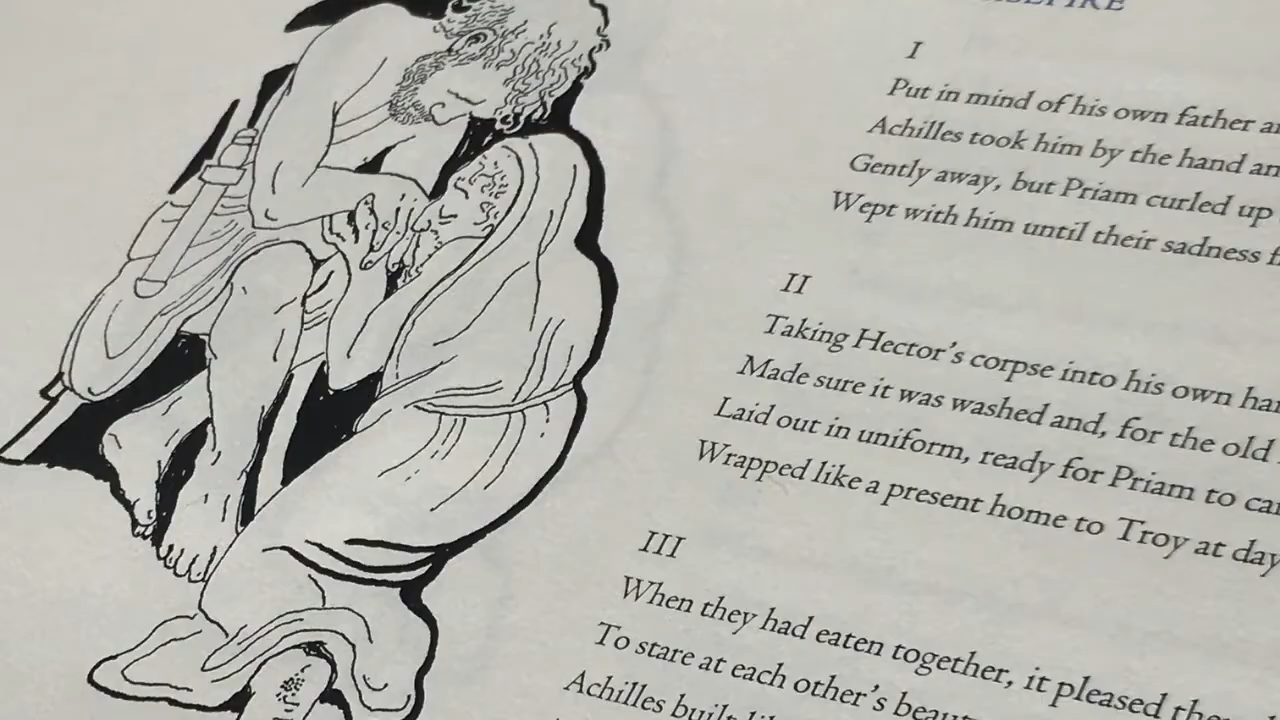 I
Put in mind of his own father
Achilles took him by the hand
Gently away, but Priam curled up
Wept with him until their sadness
II
Taking Hector's corpse into his own
Made sure it was washed and, for the old
Laid out in uniform, ready for Priam to
Wrapped like a present home to Troy at
III
When they had eaten together, it pleased
To stare at each other's
Achilles built